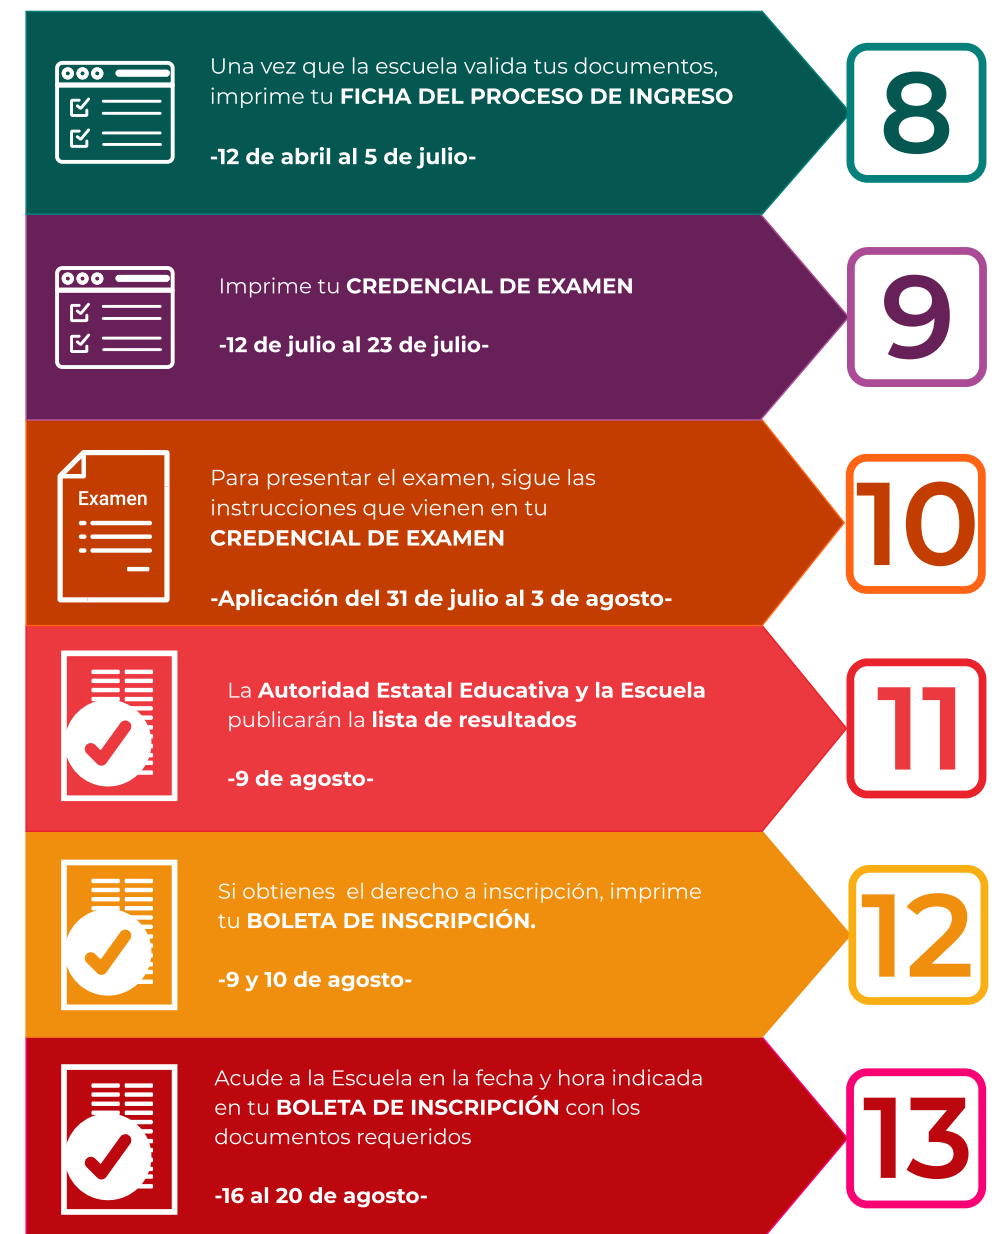 Una vez que la escuela valida tus documentos,
imprime tu FICHA DEL PROCESO DE INGRESO
-12 de abril al 5 de julio-
8
Imprime tu CREDENCIAL DE EXAMEN
-12 de julio al 23 de julio-
9
Examen
Para presentar el examen, sigue las
instrucciones que vienen en tu
CREDENCIAL DE EXAMEN
-Aplicación del 31 de julio al 3 de agosto-
10
La Autoridad Estatal Educativa y la Escuela
publicarán la lista de resultados
-9 de agosto-
11
Si obtienes  el derecho a inscripción, imprime
tu BOLETA DE INSCRIPCIÓN.
-9 y 10 de agosto-
12
Acude a la Escuela en la fecha y hora indicada
en tu BOLETA DE INSCRIPCIÓN con los
documentos requeridos
-16 al 20 de agosto-
13